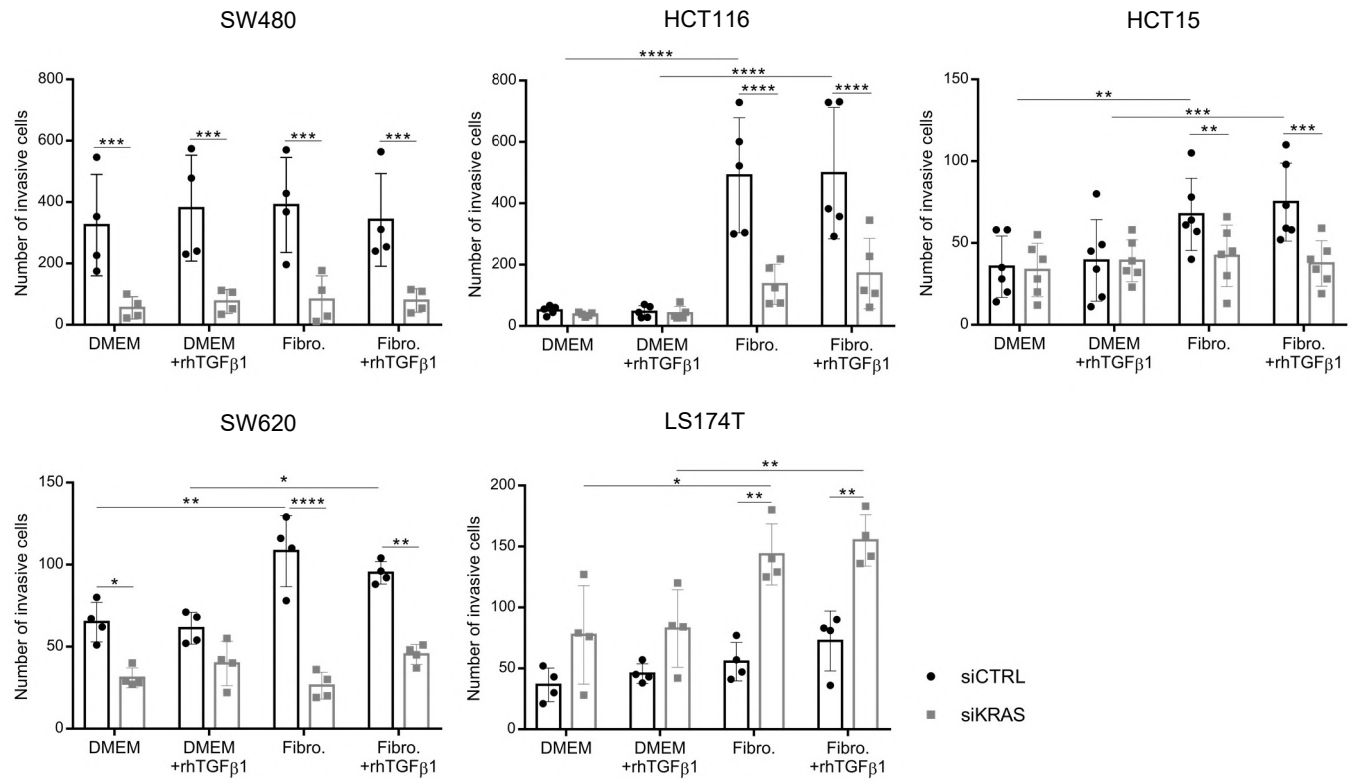 SW480
Number of invasive cells
800
600
400
200
0
***
***
***
***
DMEM
DMEM
+rhTGFβ1
Fibro.
Fibro.
+rhTGFβ1
HCT116
Number of invasive cells
800
600
400
200
0
****
****
****
****
DMEM
DMEM
+rhTGFβ1
Fibro.
Fibro.
+rhTGFβ1
HCT15
Number of invasive cells
150
100
50
0
**
***
**
***
DMEM
DMEM
+rhTGFβ1
Fibro.
Fibro.
+rhTGFβ1
SW620
Number of invasive cells
150
100
50
0
*
**
****
**
*
DMEM
DMEM
+rhTGFβ1
Fibro.
Fibro.
+rhTGFβ1
LS174T
Number of invasive cells
200
150
100
50
0
**
*
**
**
DMEM
DMEM
+rhTGFβ1
Fibro.
Fibro.
+rhTGFβ1
siCTRL
siKRAS